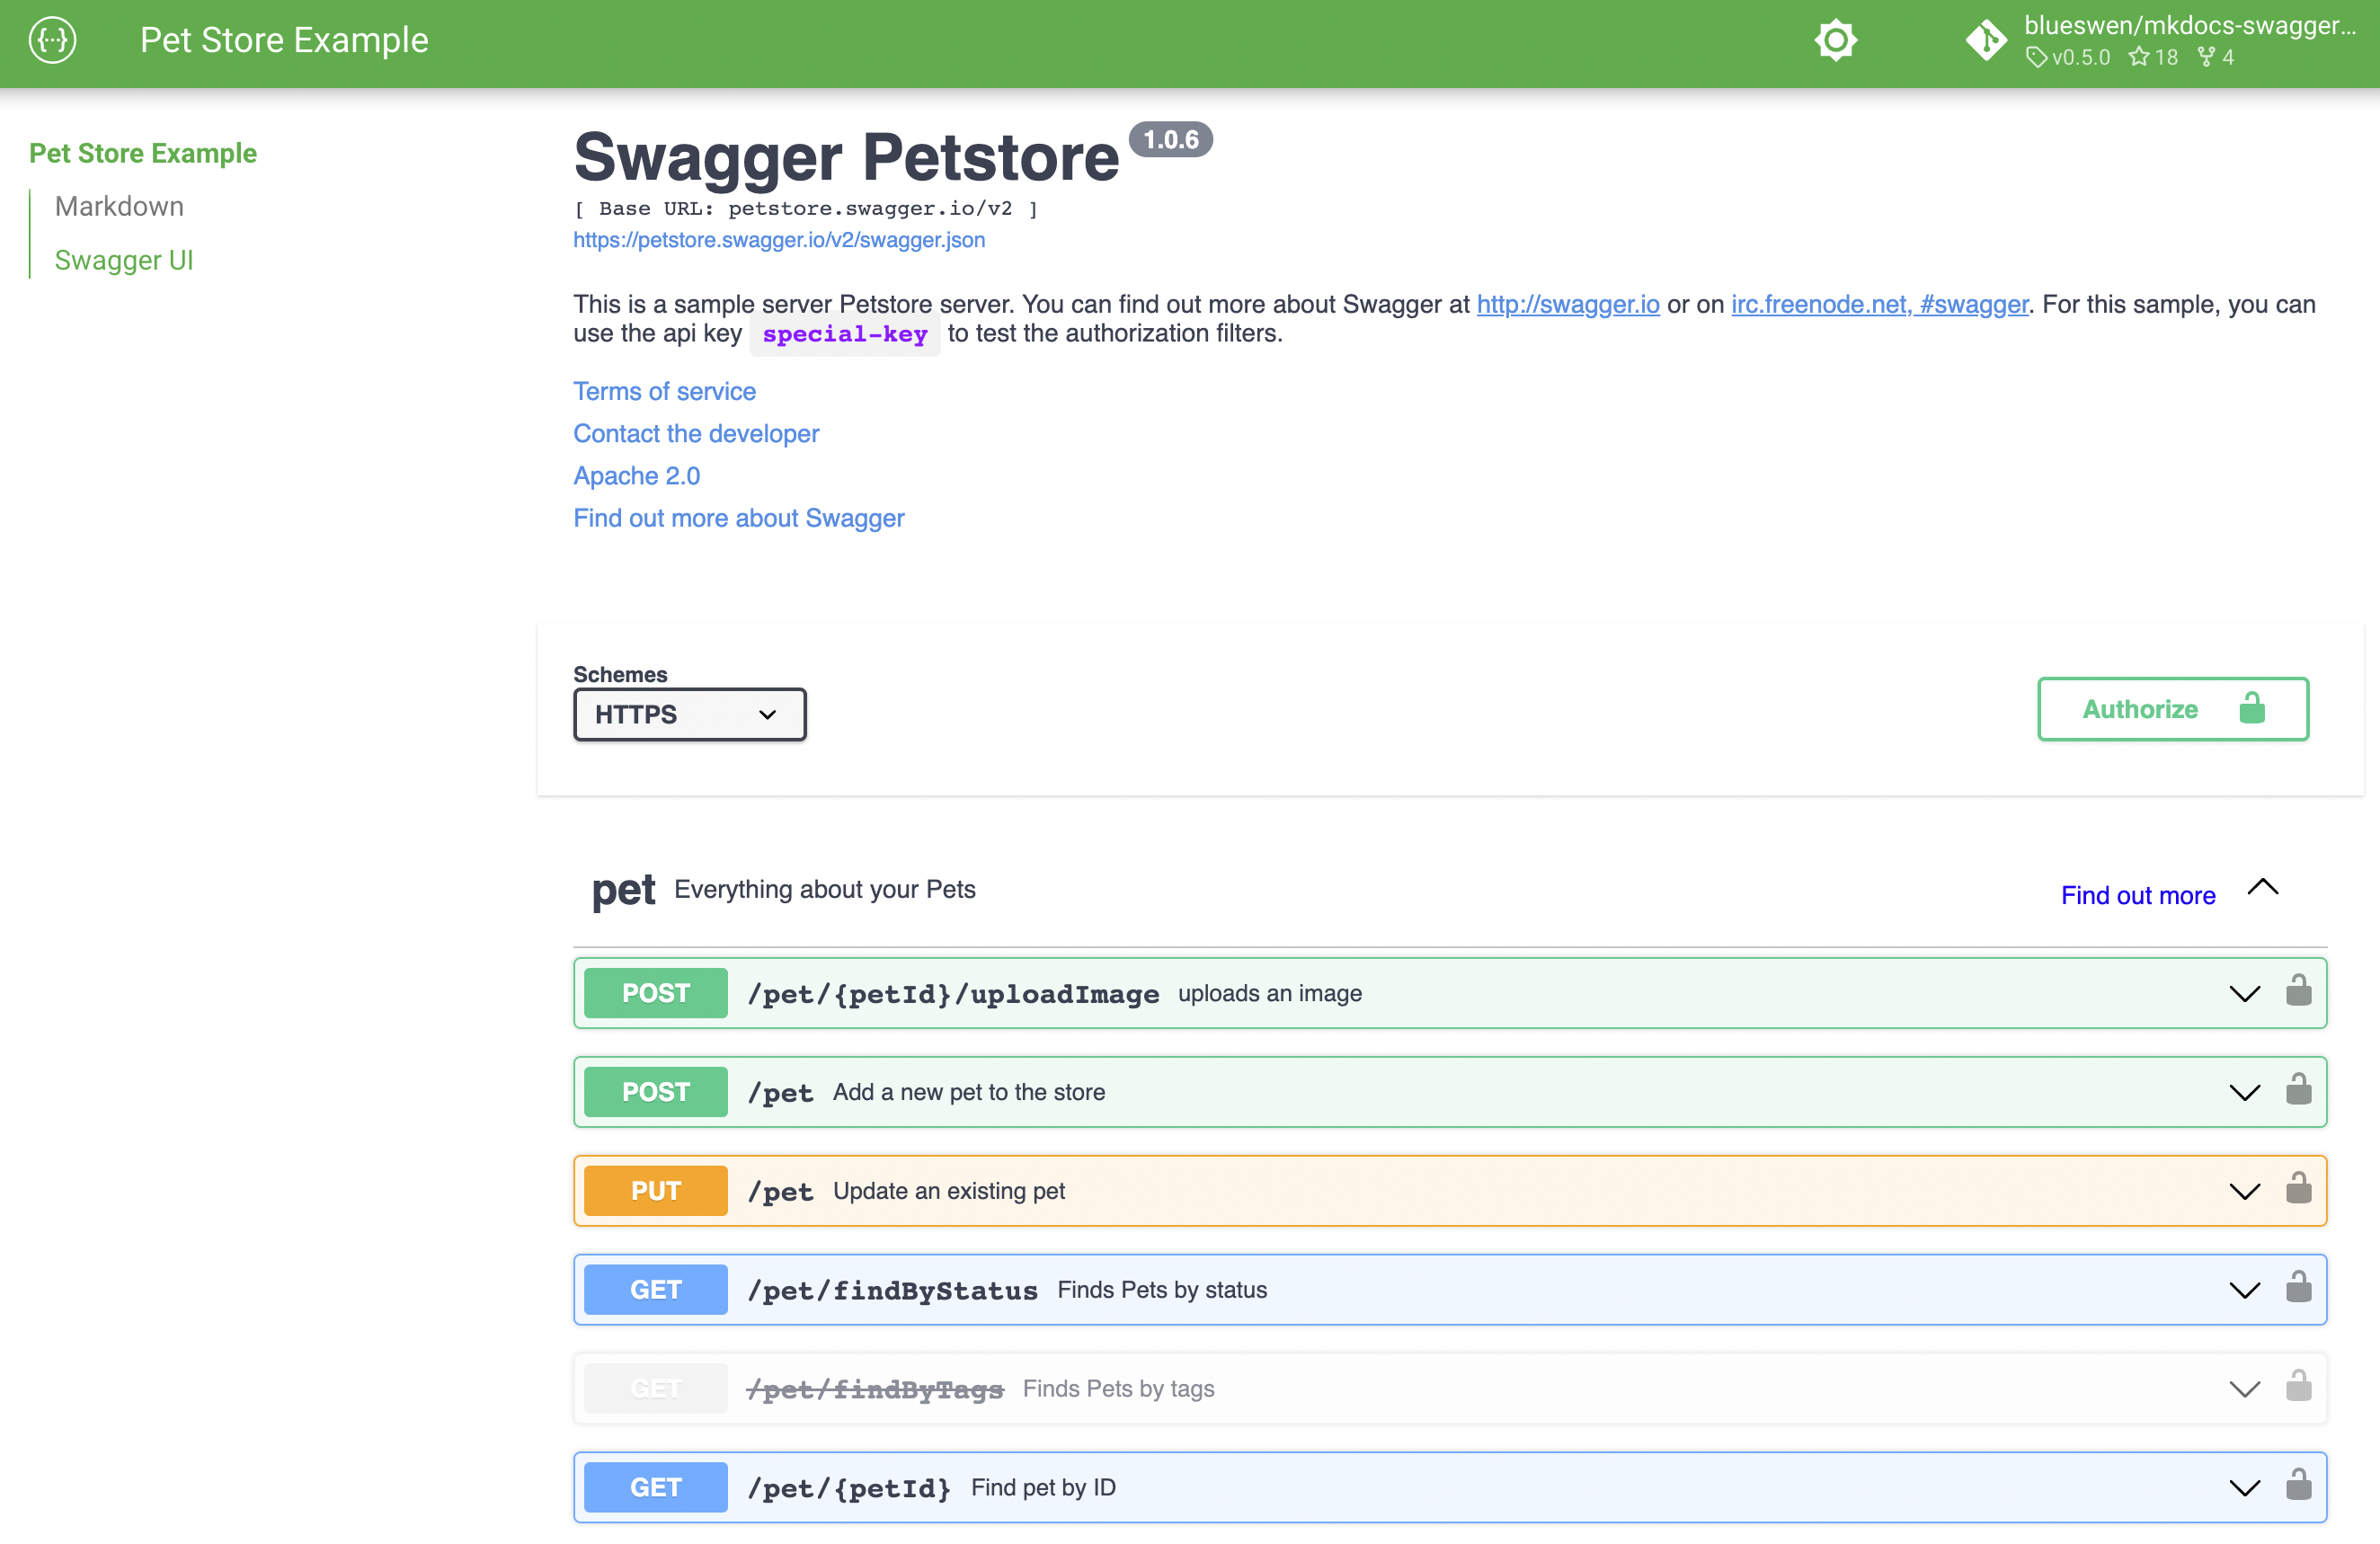 Pet Store Example
blueswen/mkdocs-swagger...
v0.5.0 18 4
Pet Store Example
Markdown
Swagger UI
Swagger Petstore 1.0.6
[ Base URL: petstore.swagger.io/v2 ]
https://petstore.swagger.io/v2/swagger.json
This is a sample server Petstore server. You can find out more about Swagger at http://swagger.io or on irc.freenode.net, #swagger. For this sample, you can
use the api key special-key to test the authorization filters.
Terms of service
Contact the developer
Apache 2.0
Find out more about Swagger
Schemes
HTTPS
Authorize
pet Everything about your Pets Find out more
POST /pet/{petId}/uploadImage uploads an image
POST /pet Add a new pet to the store
PUT /pet Update an existing pet
GET /pet/findByStatus Finds Pets by status
GET /pet/findByTags Finds Pets by tags
GET /pet/{petId} Find pet by ID